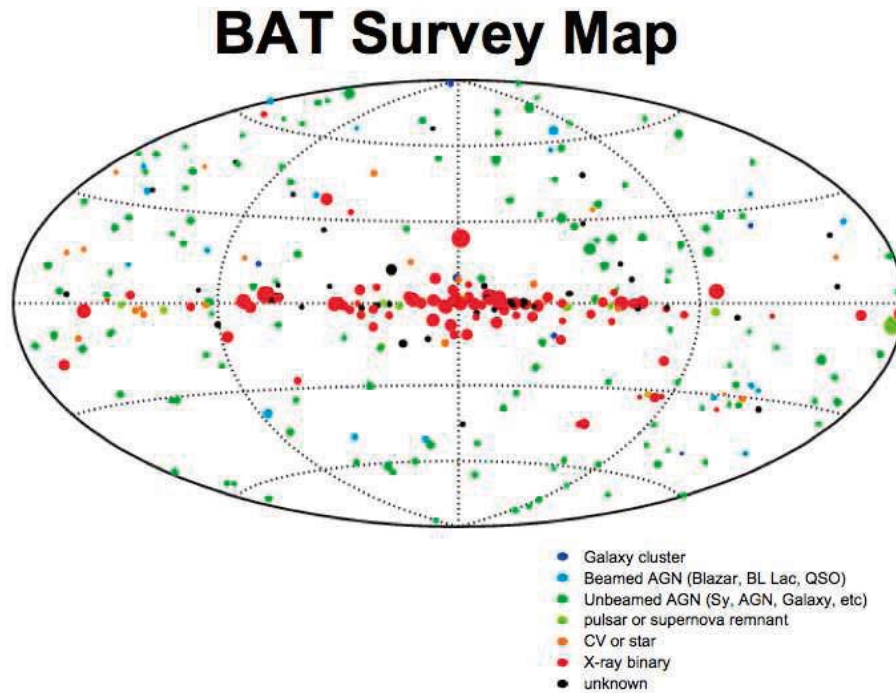 BAT Survey Map
Galaxy cluster
Beamed AGN (Blazar, BL Lac, QSO)
Unbeamed AGN (Sy, AGN, Galaxy, etc)
pulsar or supernova remnant
CV or star
X-ray binary
unknown